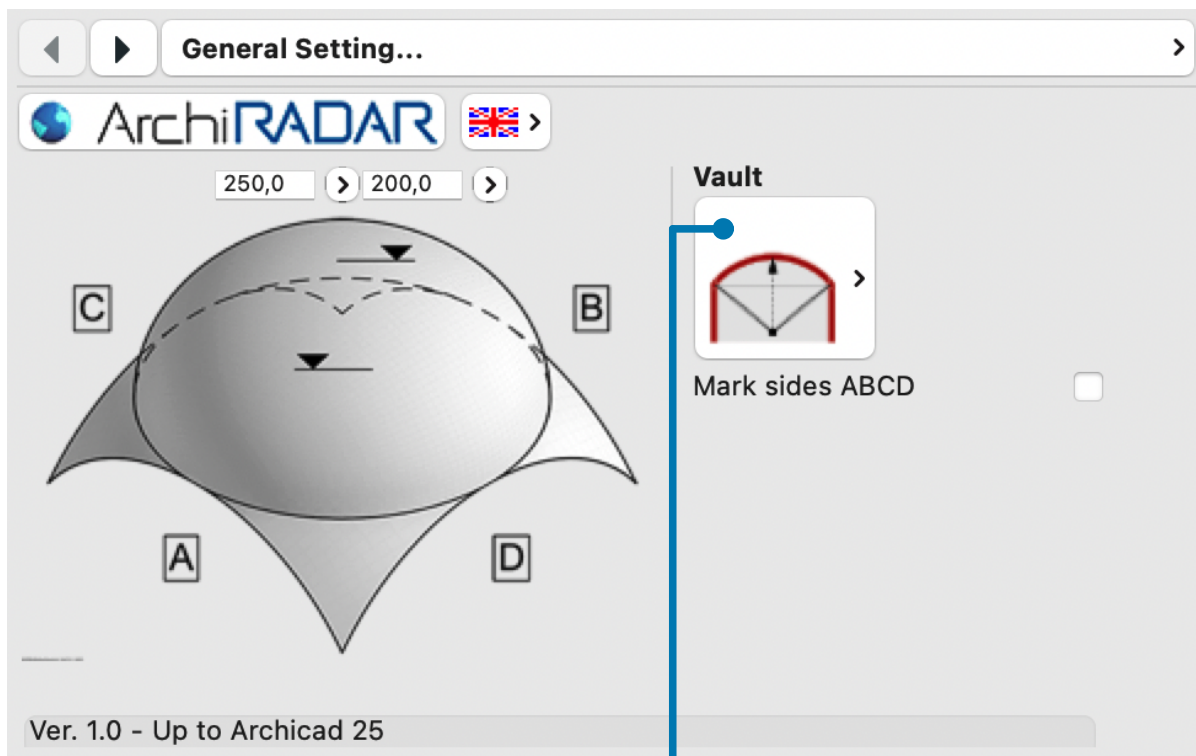 General Setting...
ArchiRADAR
250,0 200,0
Vault
C
B
Mark sides ABCD
A
D
Ver. 1.0 - Up to Archicad 25